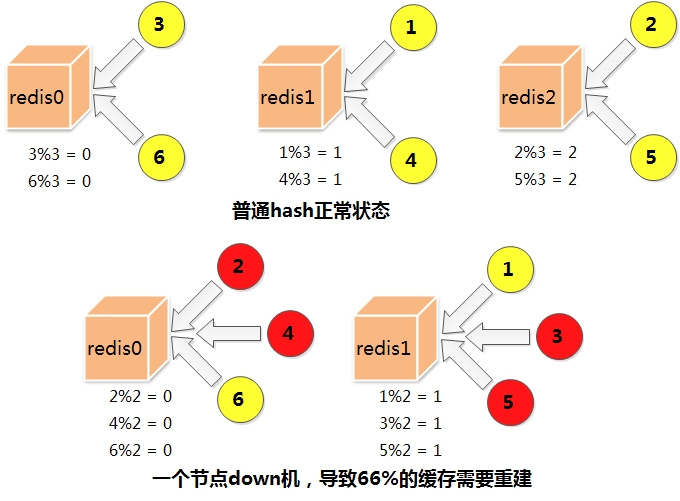 3
1
2
redis0
redis1
redis2
6
4
5
3%3 = 0
1%3 = 1
2%3 = 2
6%3 = 0
4%3 = 1
5%3 = 2
普通hash正常状态
2
1
4
3
redis0
redis1
6
5
2%2 = 0
1%2 = 1
4%2 = 0
3%2 = 1
6%2 = 0
5%2 = 1
一个节点down机，导致66%的缓存需要重建